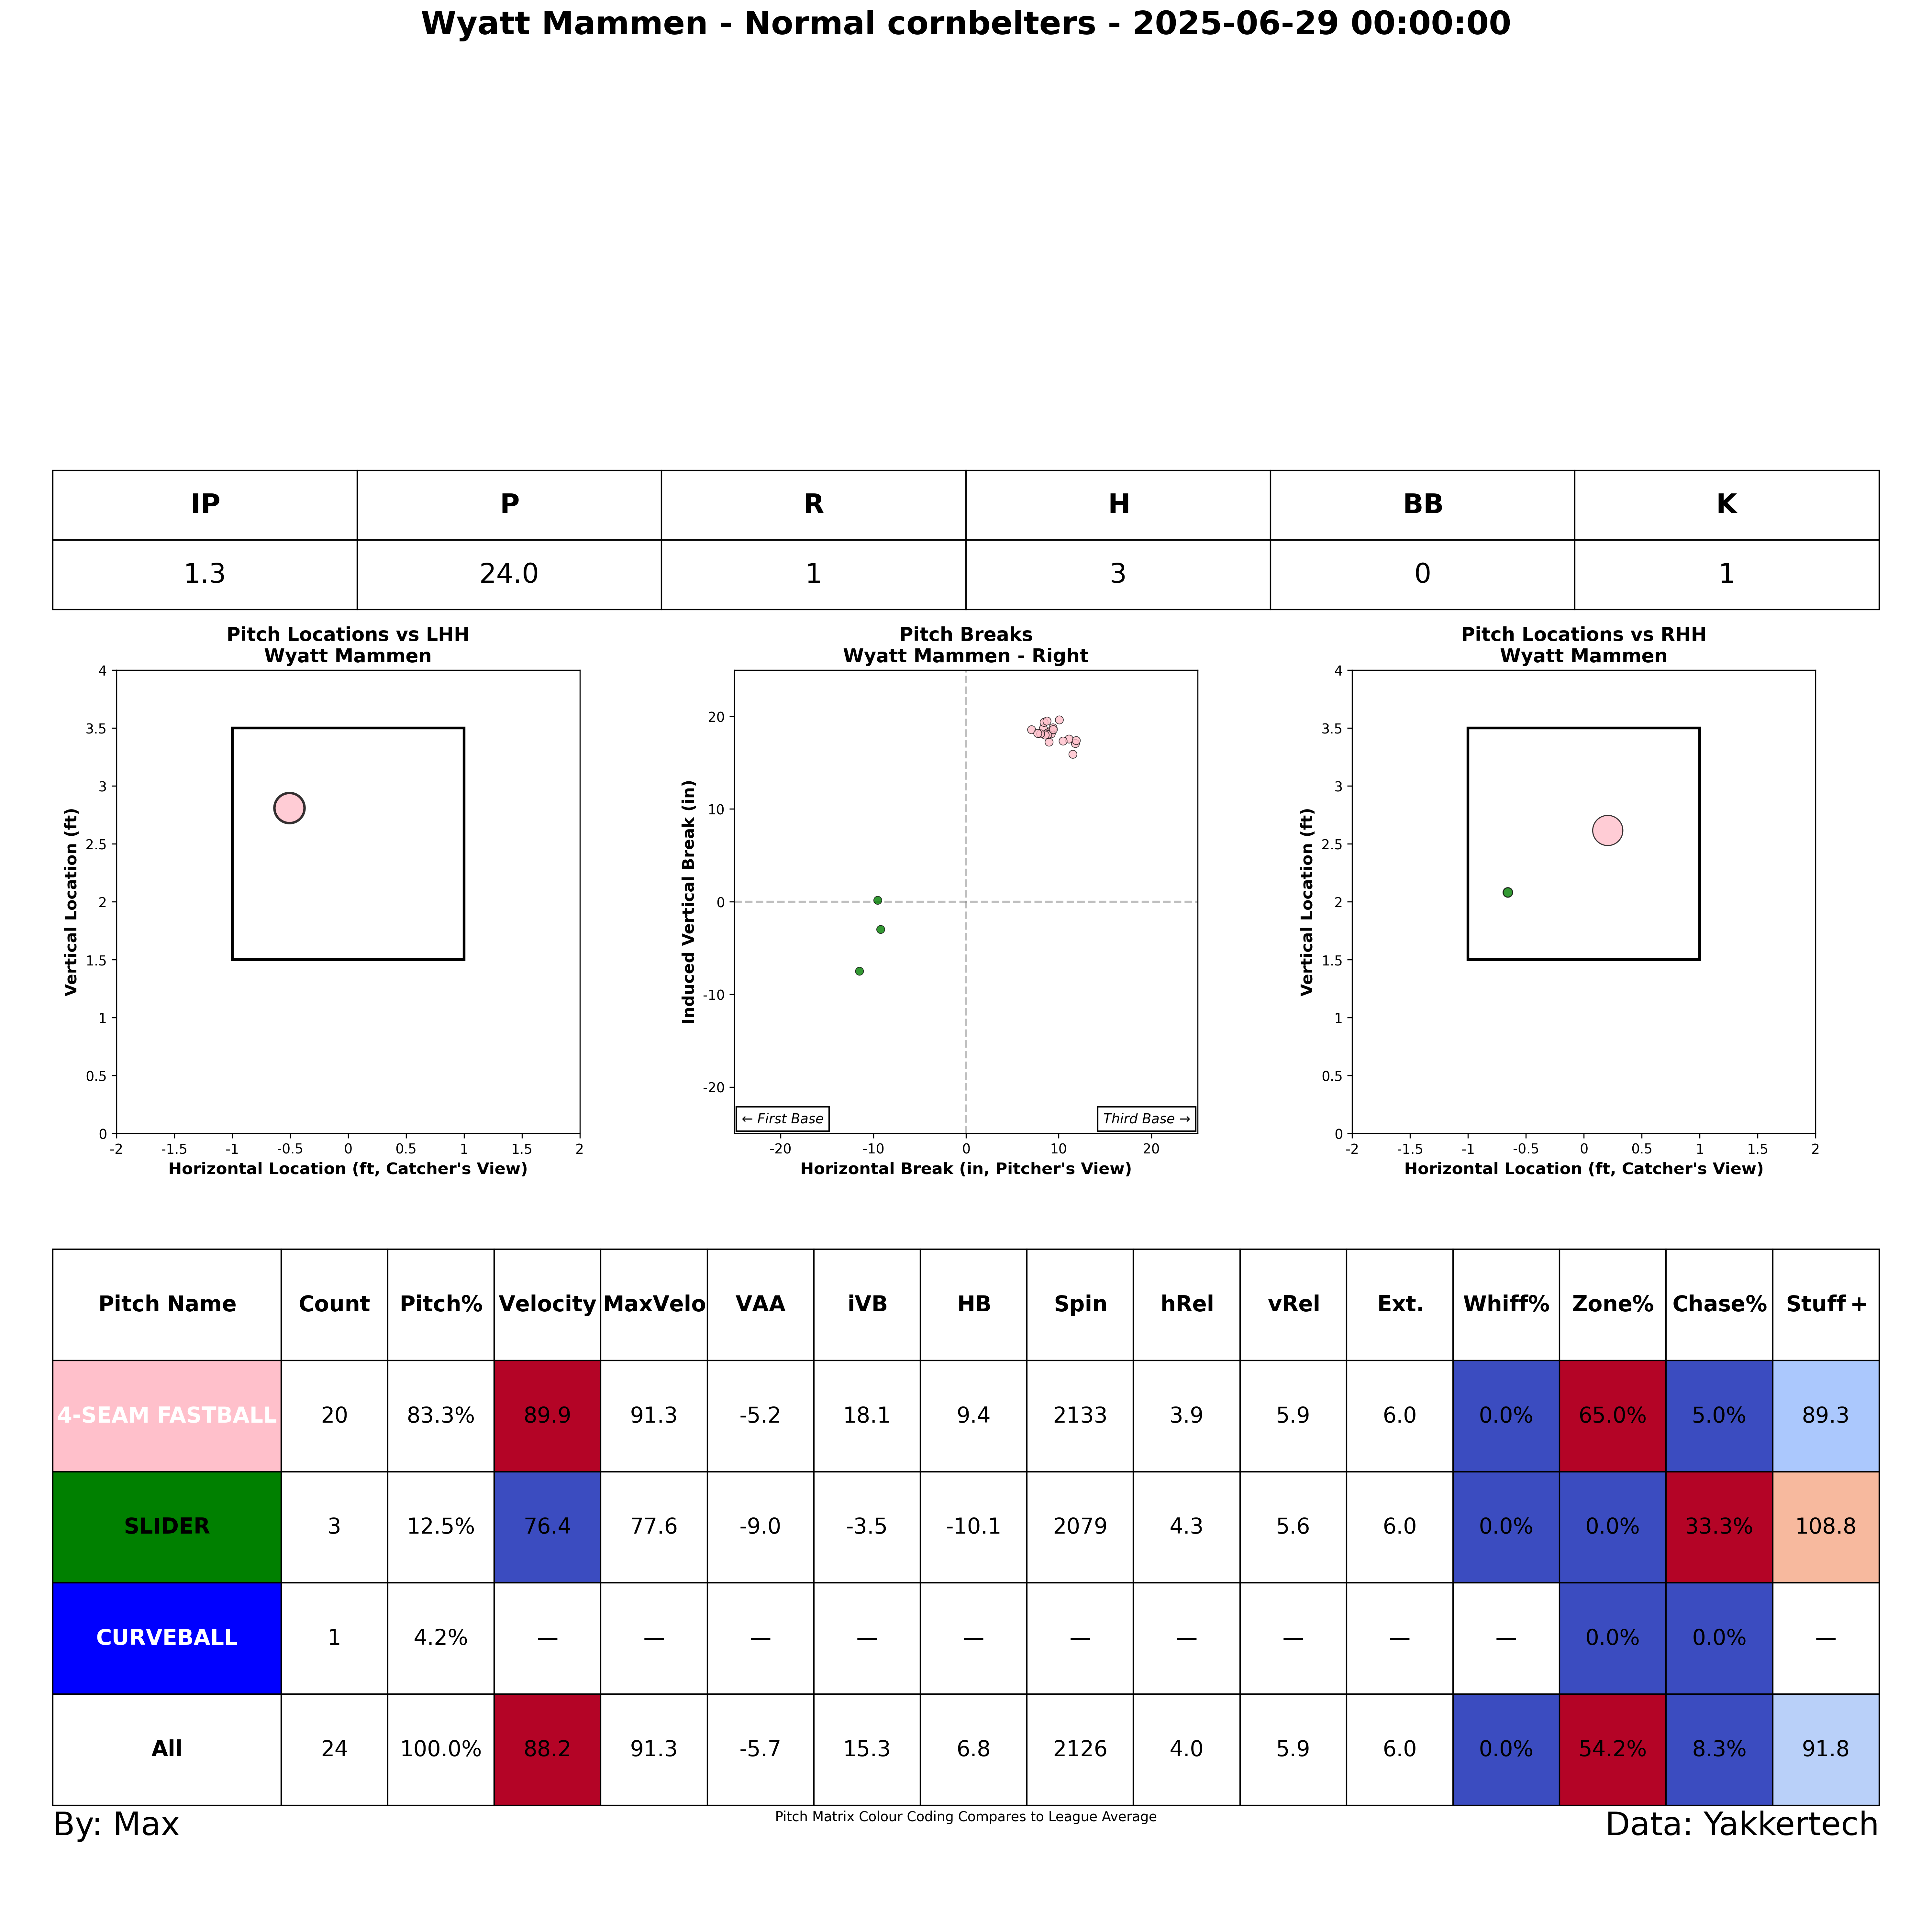 Wyatt Mammen - Normal cornbelters - 2025-06-29 00:00:00
IP P R H BB K
1.3 24.0 1 3 0 1
Pitch Locations vs LHH
Wyatt Mammen
4
3.5
3
2.5
2
1.5
1
0.5
0
-2 -1.5 -1 -0.5 0 0.5 1 1.5 2
Vertical Location (ft)
Horizontal Location (ft, Catcher's View)
Pitch Breaks
Wyatt Mammen - Right
20
10
0
-10
-20
← First Base
Third Base →
-20 -10 0 10 20
Induced Vertical Break (in)
Horizontal Break (in, Pitcher's View)
Pitch Locations vs RHH
Wyatt Mammen
4
3.5
3
2.5
2
1.5
1
0.5
0
-2 -1.5 -1 -0.5 0 0.5 1 1.5 2
Vertical Location (ft)
Horizontal Location (ft, Catcher's View)
Pitch Name Count Pitch% Velocity MaxVelo VAA iVB HB Spin hRel vRel Ext. Whiff% Zone% Chase% Stuff+
4-SEAM FASTBALL 20 83.3% 89.9 91.3 -5.2 18.1 9.4 2133 3.9 5.9 6.0 0.0% 65.0% 5.0% 89.3
SLIDER 3 12.5% 76.4 77.6 -9.0 -3.5 -10.1 2079 4.3 5.6 6.0 0.0% 0.0% 33.3% 108.8
CURVEBALL 1 4.2% — — — — — — — — — — 0.0% 0.0% —
All 24 100.0% 88.2 91.3 -5.7 15.3 6.8 2126 4.0 5.9 6.0 0.0% 54.2% 8.3% 91.8
By: Max
Pitch Matrix Colour Coding Compares to League Average
Data: Yakkertech